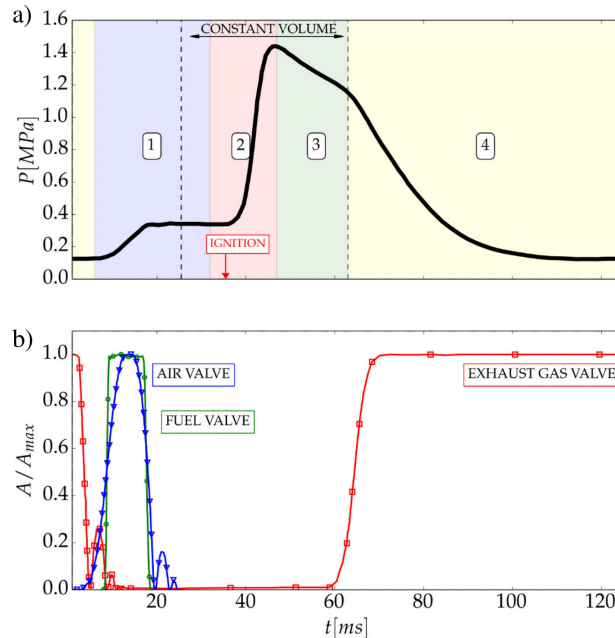 a)
CONSTANT VOLUME
1.6
1.4
1.2
1.0
0.8
0.6
0.4
0.2
0.0
P[MPa]
1
2
3
4
IGNITION
b)
1.0
0.8
0.6
0.4
0.2
0.0
A/A_max
AIR VALVE
FUEL VALVE
EXHAUST GAS VALVE
20 40 60 80 100 120
t[ms]